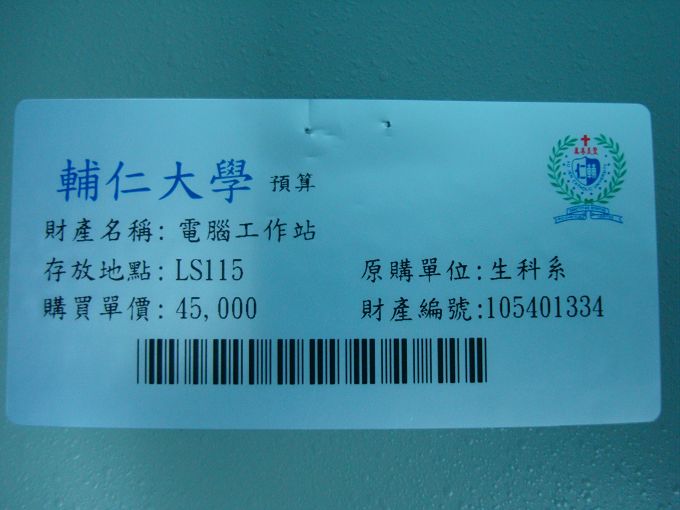 輔仁大學 預算
財產名稱: 電腦工作站
存放地點: LS115 原購單位: 生科系
購買單價: 45,000 財產編號:105401334